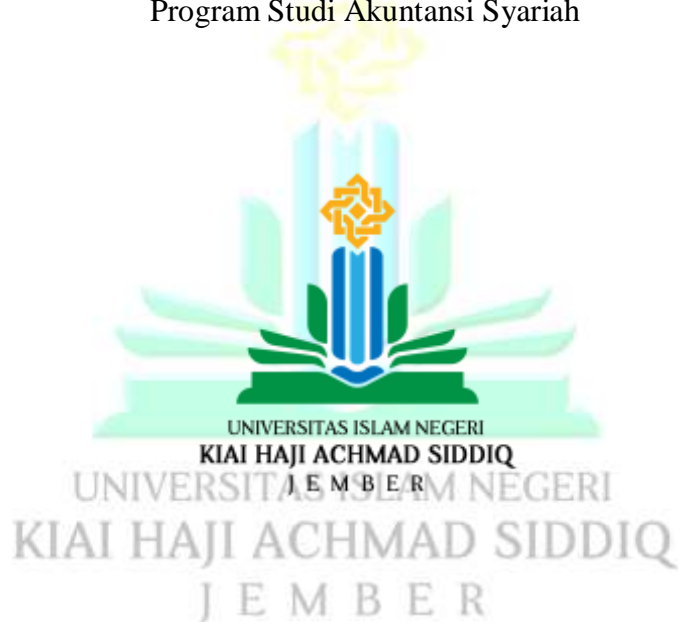 Program Studi Akuntansi Syariah
UNIVERSITAS ISLAM NEGERI
KIAI HAJI ACHMAD SIDDIQ
JEMBER
UNIVERSITAS ISLAM NEGERI
KIAI HAJI ACHMAD SIDDIQ
JEMBER